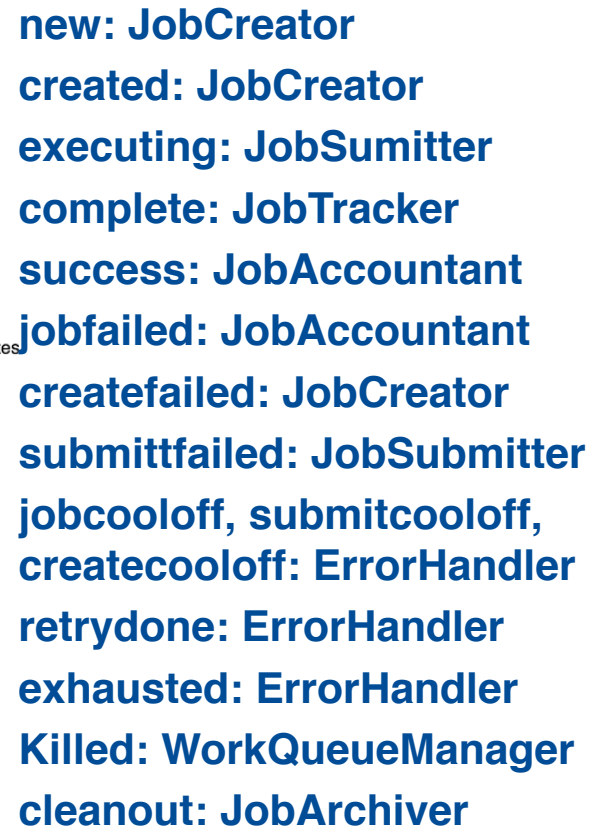 new: JobCreator
created: JobCreator
executing: JobSumitter
complete: JobTracker
success: JobAccountant
jobfailed: JobAccountant
createfailed: JobCreator
submittfailed: JobSubmitter
jobcooloff, submitcooloff,
createcooloff: ErrorHandler
retrydone: ErrorHandler
exhausted: ErrorHandler
Killed: WorkQueueManager
cleanout: JobArchiver